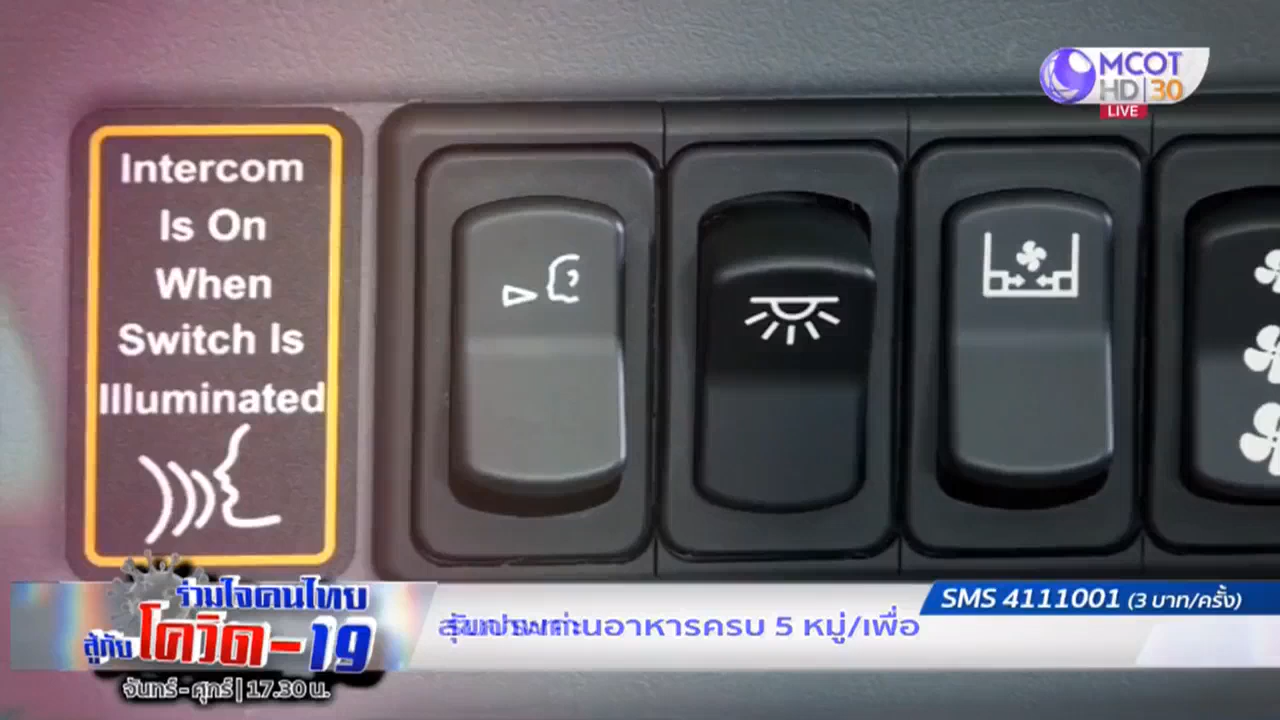 MCOT
HD 30
LIVE
Intercom
Is On
When
Switch Is
Illuminated
ร่วมใจคนไทย
สู้ภัย โควิด-19
จันทร์ - ศุกร์ | 17.30 น.
SMS 4111001 (3 บาท/ครั้ง)
อาหารครบ 5 หมู่/เพื่อ